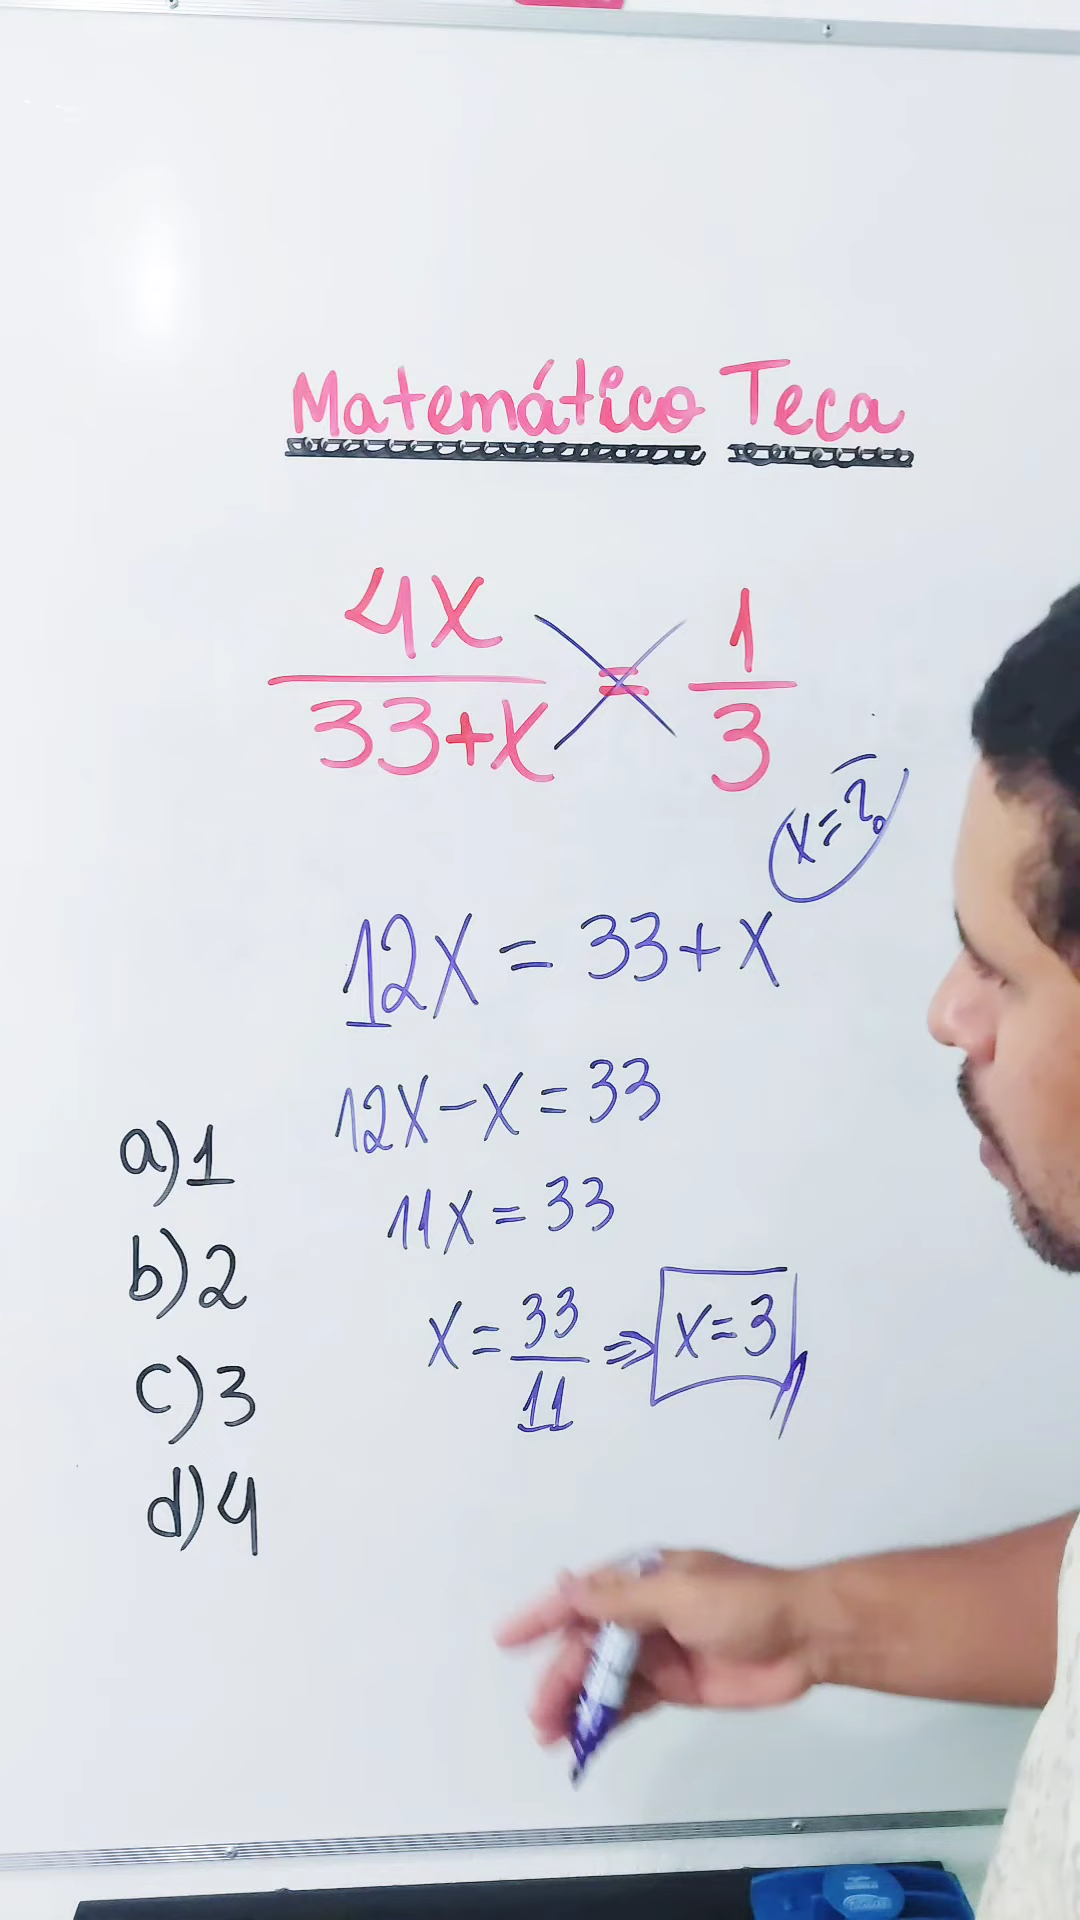 Matemático Teca
4x / 33+x = 1 / 3
x=?
12x = 33+x
12x-x=33
11x=33
x=33/11 ⇒ x=3
a)1
b)2
c)3
d)4